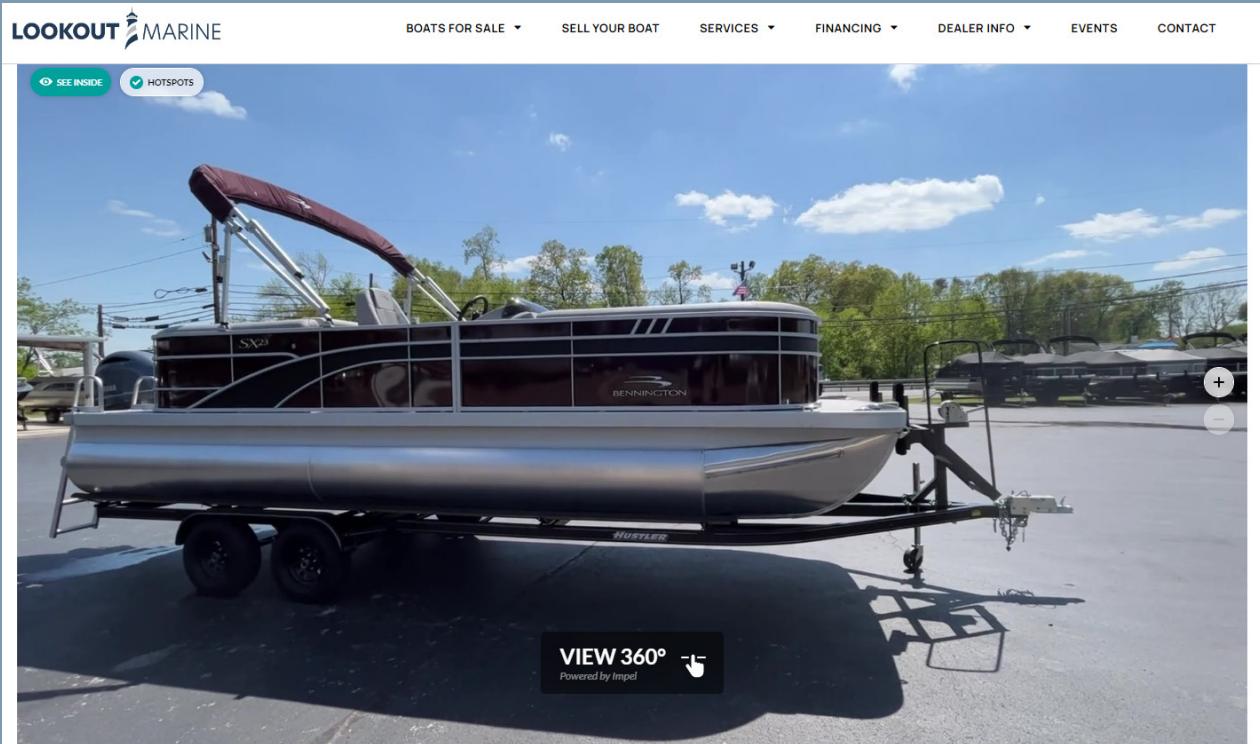 LOOKOUT MARINE
BOATS FOR SALE
SELL YOUR BOAT
SERVICES
FINANCING
DEALER INFO
EVENTS
CONTACT
SEE INSIDE
HOTSPOTS
SX23
BENNINGTON
HUSTLER
VIEW 360°
Powered by Impel